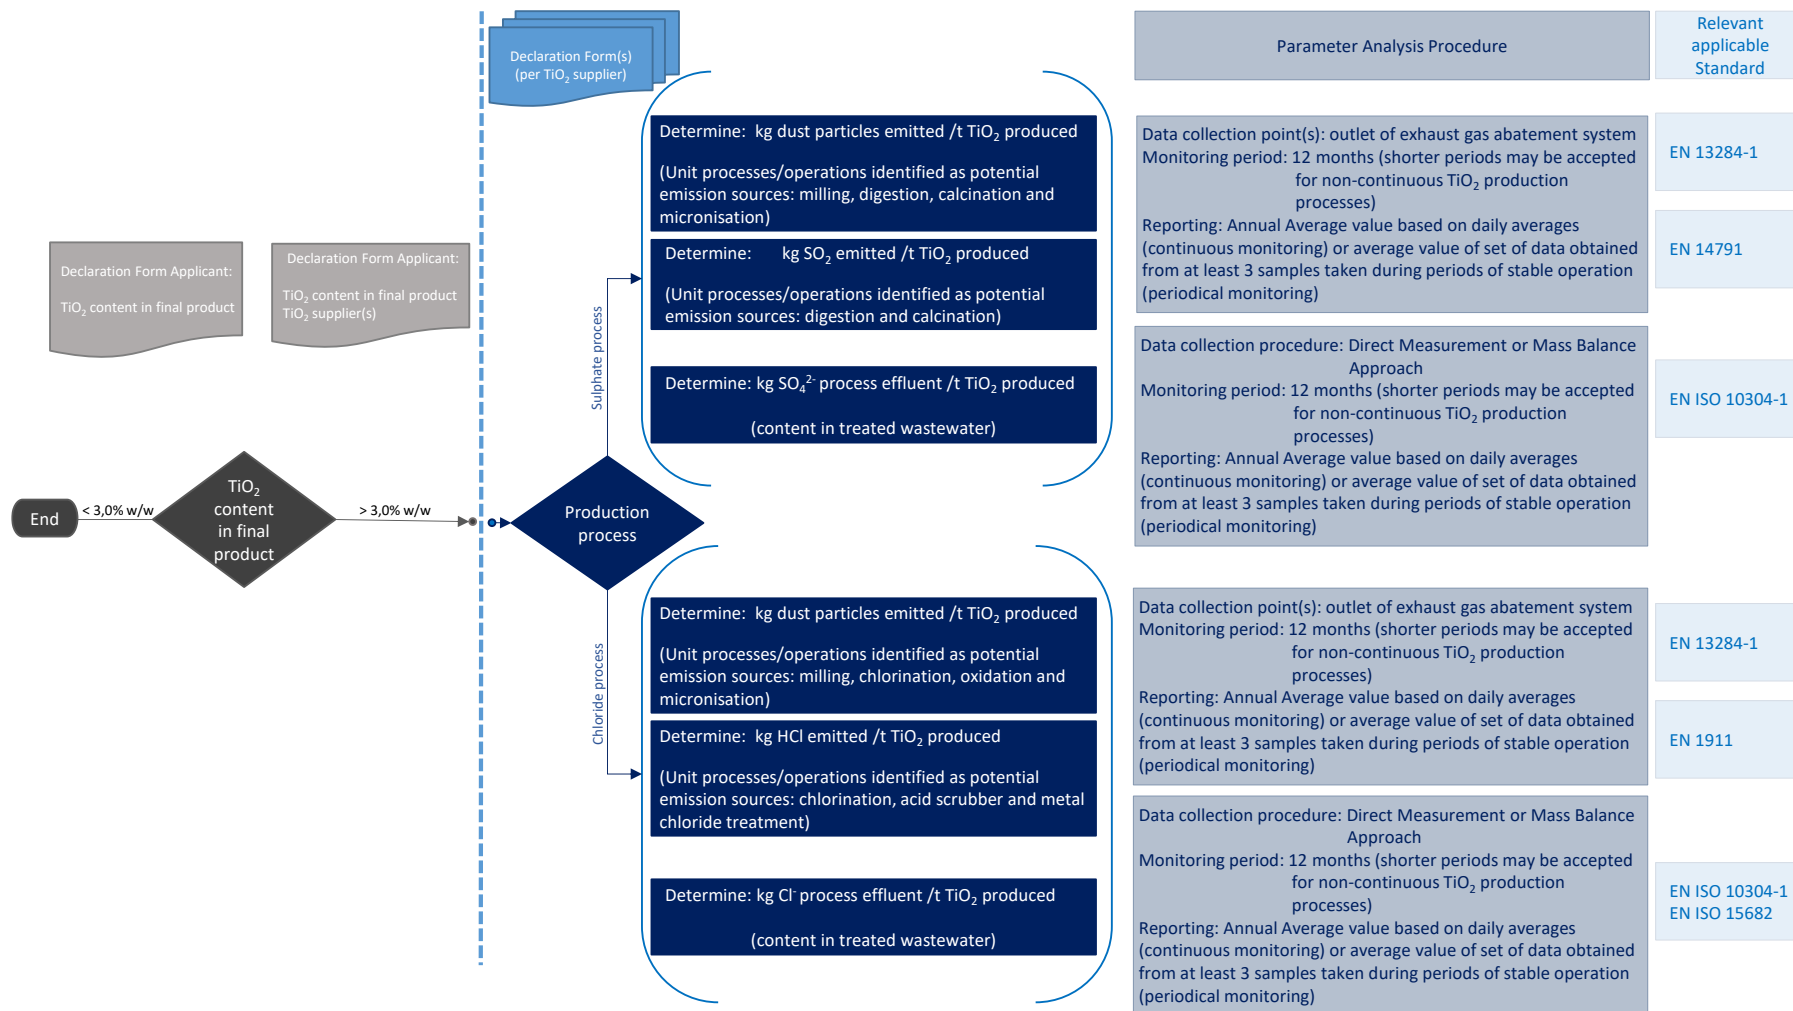 Declaration Form(s)
(per TiO₂ supplier)
Parameter Analysis Procedure
Relevant
applicable
Standard
Declaration Form Applicant:
TiO₂ content in final product
Declaration Form Applicant:
TiO₂ content in final product
TiO₂ supplier(s)
End
< 3,0% w/w
TiO₂
content
in final
product
> 3,0% w/w
Production
process
Sulphate process
Chloride process
Determine: kg dust particles emitted /t TiO₂ produced
(Unit processes/operations identified as potential
emission sources: milling, digestion, calcination and
micronisation)
Determine: kg SO₂ emitted /t TiO₂ produced
(Unit processes/operations identified as potential
emission sources: digestion and calcination)
Determine: kg SO₄²⁻ process effluent /t TiO₂ produced
(content in treated wastewater)
Data collection point(s): outlet of exhaust gas abatement system
Monitoring period: 12 months (shorter periods may be accepted
for non-continuous TiO₂ production
processes)
Reporting: Annual Average value based on daily averages
(continuous monitoring) or average value of set of data obtained
from at least 3 samples taken during periods of stable operation
(periodical monitoring)
EN 13284-1
EN 14791
Data collection procedure: Direct Measurement or Mass Balance
Approach
Monitoring period: 12 months (shorter periods may be accepted
for non-continuous TiO₂ production
processes)
Reporting: Annual Average value based on daily averages
(continuous monitoring) or average value of set of data obtained
from at least 3 samples taken during periods of stable operation
(periodical monitoring)
EN ISO 10304-1
Determine: kg dust particles emitted /t TiO₂ produced
(Unit processes/operations identified as potential
emission sources: milling, chlorination, oxidation and
micronisation)
Determine: kg HCl emitted /t TiO₂ produced
(Unit processes/operations identified as potential
emission sources: chlorination, acid scrubber and metal
chloride treatment)
Determine: kg Cl⁻ process effluent /t TiO₂ produced
(content in treated wastewater)
Data collection point(s): outlet of exhaust gas abatement system
Monitoring period: 12 months (shorter periods may be accepted
for non-continuous TiO₂ production
processes)
Reporting: Annual Average value based on daily averages
(continuous monitoring) or average value of set of data obtained
from at least 3 samples taken during periods of stable operation
(periodical monitoring)
EN 13284-1
EN 1911
Data collection procedure: Direct Measurement or Mass Balance
Approach
Monitoring period: 12 months (shorter periods may be accepted
for non-continuous TiO₂ production
processes)
Reporting: Annual Average value based on daily averages
(continuous monitoring) or average value of set of data obtained
from at least 3 samples taken during periods of stable operation
(periodical monitoring)
EN ISO 10304-1
EN ISO 15682